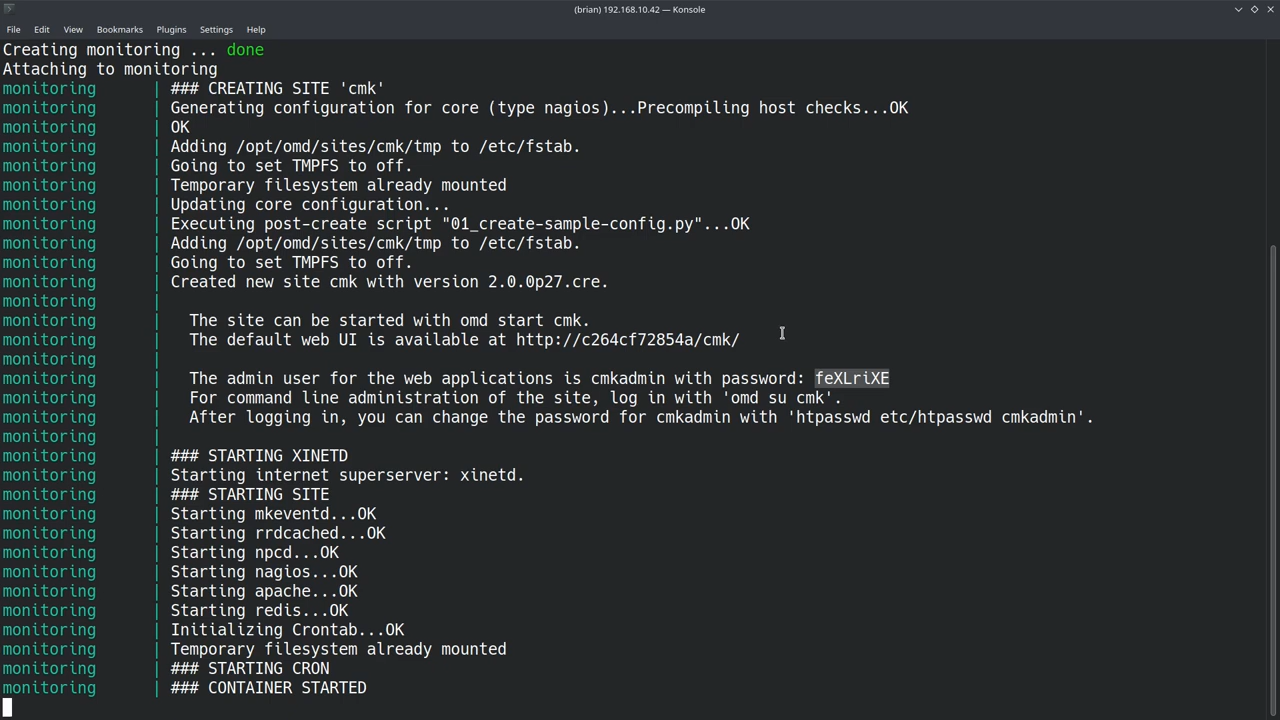 (brian) 192.168.10.42 — Konsole
File Edit View Bookmarks Plugins Settings Help
Creating monitoring ... done
Attaching to monitoring
monitoring | ### CREATING SITE 'cmk'
monitoring | Generating configuration for core (type nagios)...Precompiling host checks...OK
monitoring | OK
monitoring | Adding /opt/omd/sites/cmk/tmp to /etc/fstab.
monitoring | Going to set TMPFS to off.
monitoring | Temporary filesystem already mounted
monitoring | Updating core configuration...
monitoring | Executing post-create script "01_create-sample-config.py"...OK
monitoring | Adding /opt/omd/sites/cmk/tmp to /etc/fstab.
monitoring | Going to set TMPFS to off.
monitoring | Created new site cmk with version 2.0.0p27.cre.
monitoring |
monitoring | The site can be started with omd start cmk.
monitoring | The default web UI is available at http://c264cf72854a/cmk/
monitoring |
monitoring | The admin user for the web applications is cmkadmin with password: feXLriXE
monitoring | For command line administration of the site, log in with 'omd su cmk'.
monitoring | After logging in, you can change the password for cmkadmin with 'htpasswd etc/htpasswd cmkadmin'.
monitoring |
monitoring | ### STARTING XINETD
monitoring | Starting internet superserver: xinetd.
monitoring | ### STARTING SITE
monitoring | Starting mkeventd...OK
monitoring | Starting rrdcached...OK
monitoring | Starting npcd...OK
monitoring | Starting nagios...OK
monitoring | Starting apache...OK
monitoring | Starting redis...OK
monitoring | Initializing Crontab...OK
monitoring | Temporary filesystem already mounted
monitoring | ### STARTING CRON
monitoring | ### CONTAINER STARTED